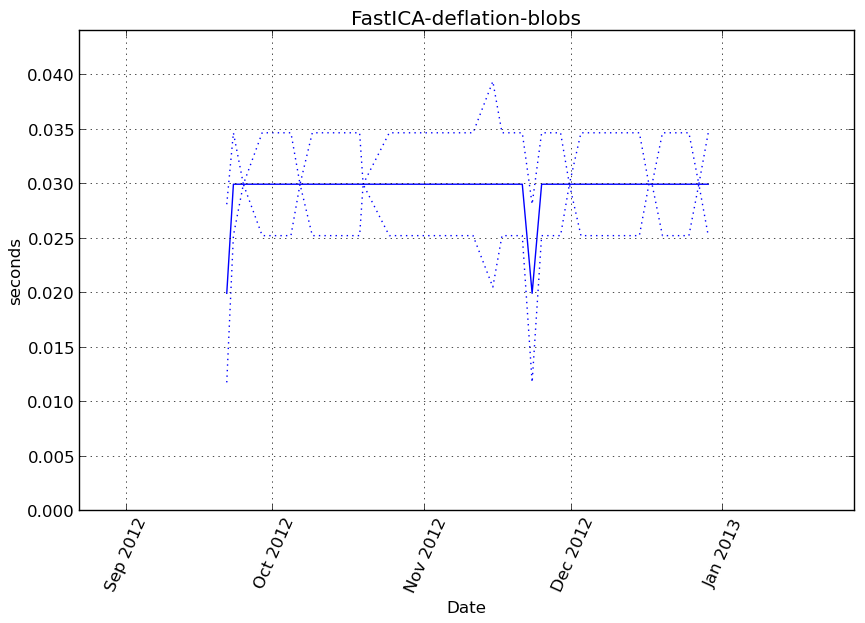 FastICA-deflation-blobs
0.040
0.035
0.030
0.025
0.020
0.015
0.010
0.005
0.000
seconds
Sep 2012
Oct 2012
Nov 2012
Dec 2012
Jan 2013
Date